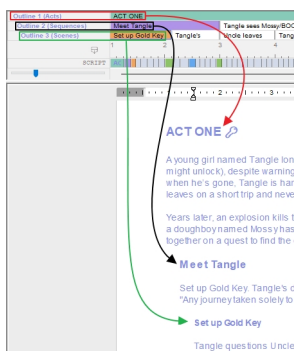 Outline 1 (Acts) ACT ONE
Outline 2 (Sequences) Meet Tangle Tangle sees Mossy/BOO
Outline 3 (Scenes) Set up Gold Key Tangle's Uncle leaves Tang
1 2 3 4
SCRIPT
1 2 3
ACT ONE
A young girl named Tangle lon
might unlock), despite warning
when he's gone, Tangle is har
leaves on a short trip and neve
Years later, an explosion kills t
a doughboy named Mossy has
together on a quest to find the
Meet Tangle
Set up Gold Key. Tangle's c
"Any journey taken solely to
Set up Gold Key
Tangle questions Uncle